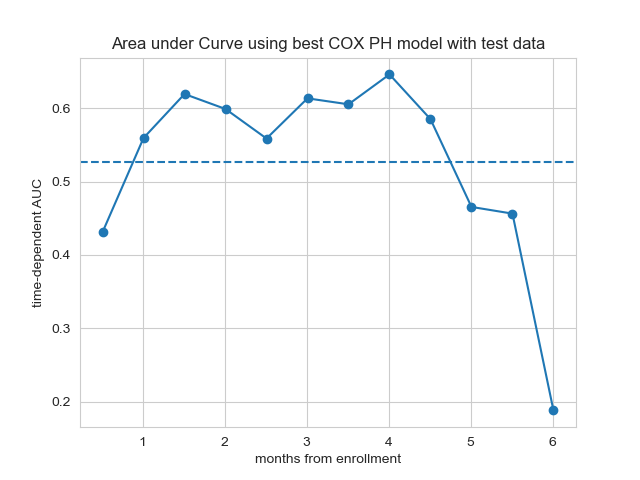 Area under Curve using best COX PH model with test data
time-dependent AUC
0.6
0.5
0.4
0.3
0.2
1 2 3 4 5 6
months from enrollment